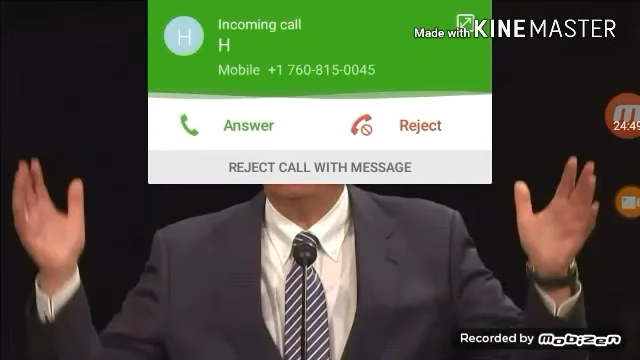 Incoming call
H
H
Mobile +1 760-815-0045
Made with KINEMASTER
Answer
Reject
24:49
REJECT CALL WITH MESSAGE
Recorded by mobizen